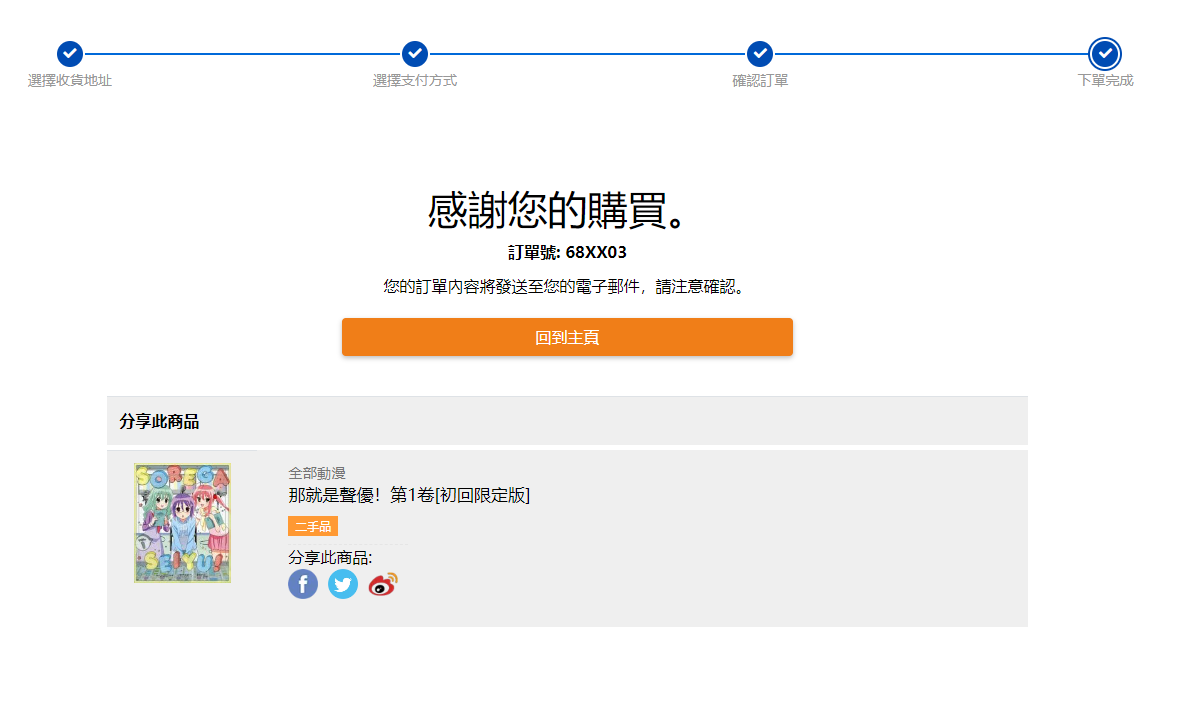 選擇收貨地址
選擇支付方式
確認訂單
下單完成
感謝您的購買。
訂單號: 68XX03
您的訂單內容將發送至您的電子郵件，請注意確認。
回到主頁
分享此商品
SOREGA
SEIYU!
全部動漫
那就是聲優！第1卷[初回限定版]
二手品
分享此商品: